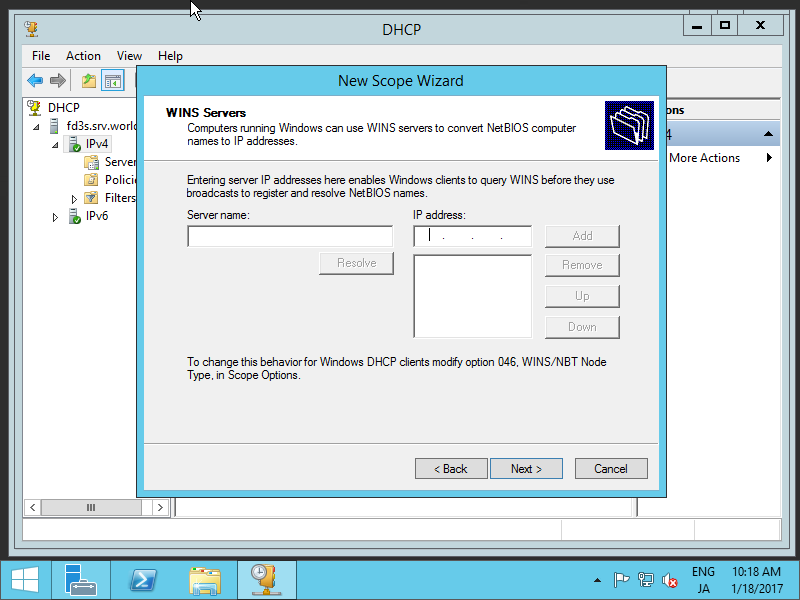 DHCP
File Action View Help
DHCP
fd3s.srv.world
IPv4
Server
Policie
Filters
IPv6
ons
4
More Actions
New Scope Wizard
WINS Servers
Computers running Windows can use WINS servers to convert NetBIOS computer
names to IP addresses.
Entering server IP addresses here enables Windows clients to query WINS before they use
broadcasts to register and resolve NetBIOS names.
Server name:
IP address:
. . .
Add
Resolve
Remove
Up
Down
To change this behavior for Windows DHCP clients modify option 046, WINS/NBT Node
Type, in Scope Options.
< Back
Next >
Cancel
ENG
JA
10:18 AM
1/18/2017